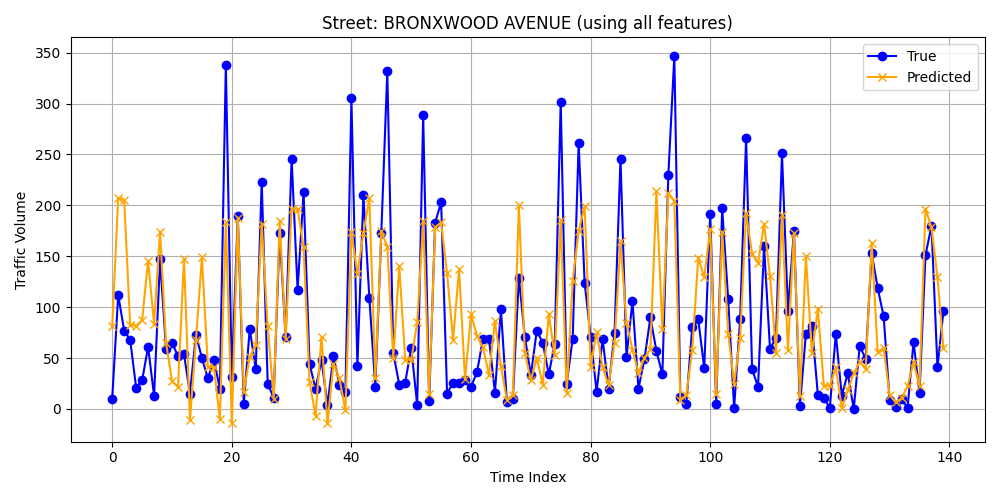 Street: BRONXWOOD AVENUE (using all features)
True
Predicted
Traffic Volume
350
300
250
200
150
100
50
0
0 20 40 60 80 100 120 140
Time Index